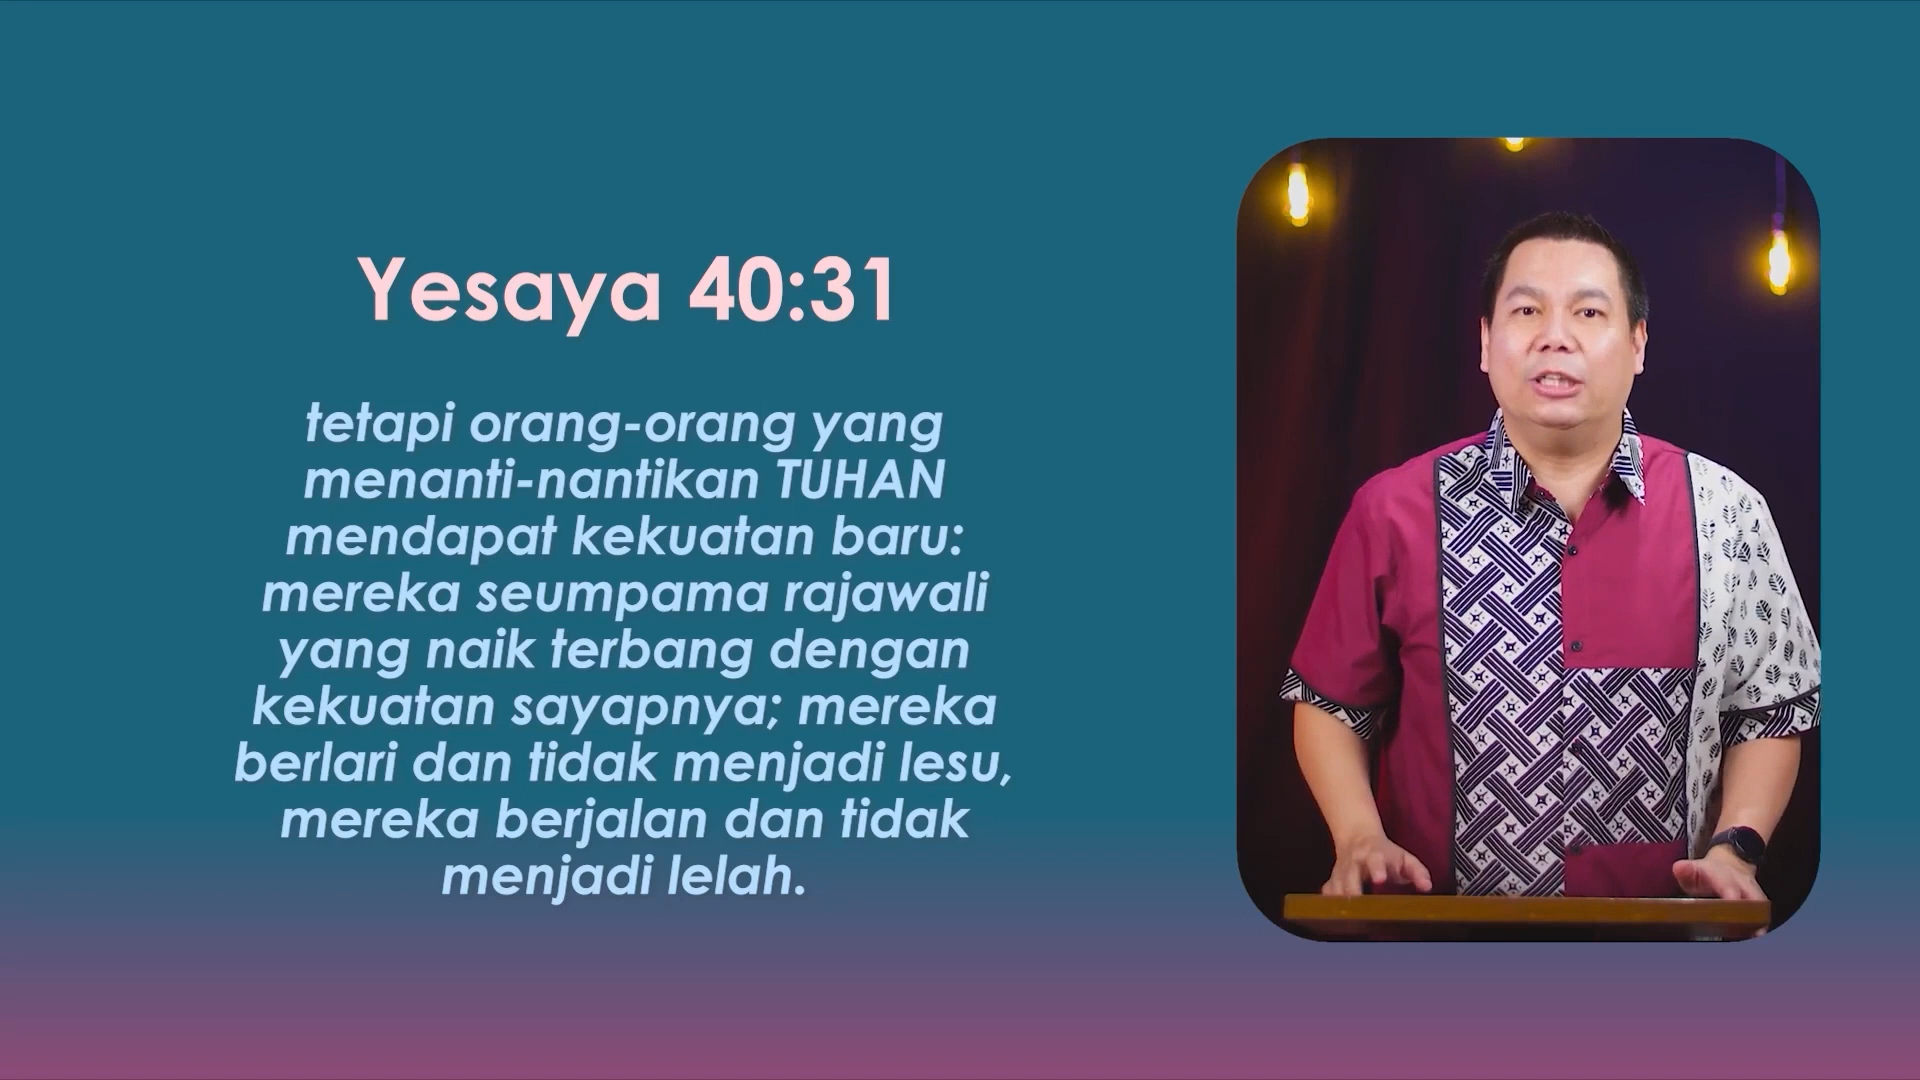 Yesaya 40:31
tetapi orang-orang yang
menanti-nantikan TUHAN
mendapat kekuatan baru:
mereka seumpama rajawali
yang naik terbang dengan
kekuatan sayapnya; mereka
berlari dan tidak menjadi lesu,
mereka berjalan dan tidak
menjadi lelah.